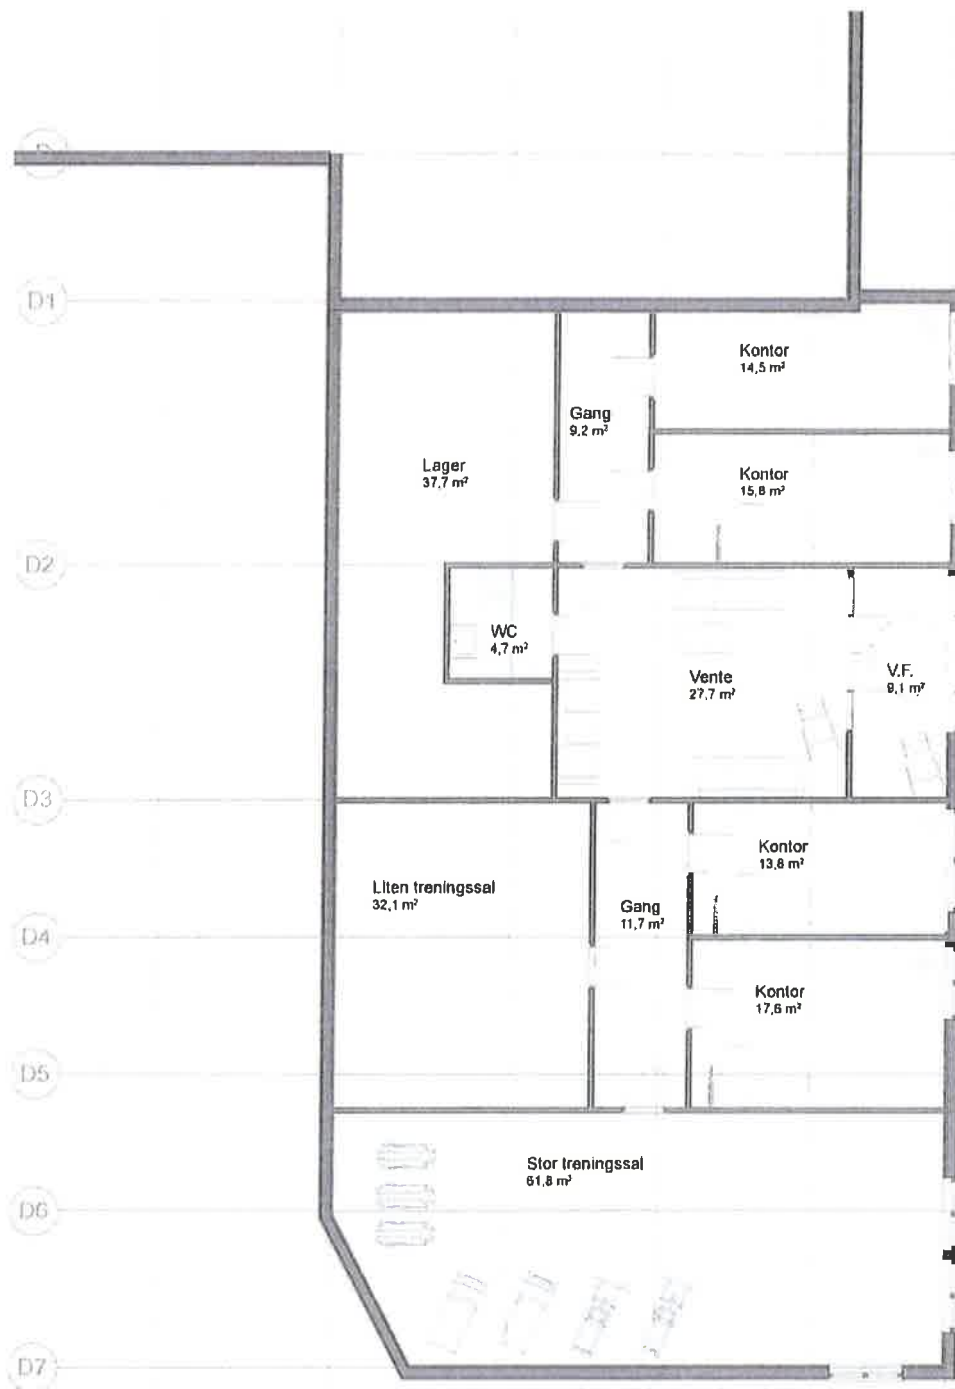 D
D1
Kontor
14,5 m²
Gang
9,2 m²
Lager
37,7 m²
Kontor
15,8 m²
D2
WC
4,7 m²
Vente
27,7 m²
V.F.
9,1 m²
D3
Kontor
13,8 m²
Liten treningssal
32,1 m²
Gang
11,7 m²
D4
Kontor
17,6 m²
D5
Stor treningssal
61,8 m²
D6
D7